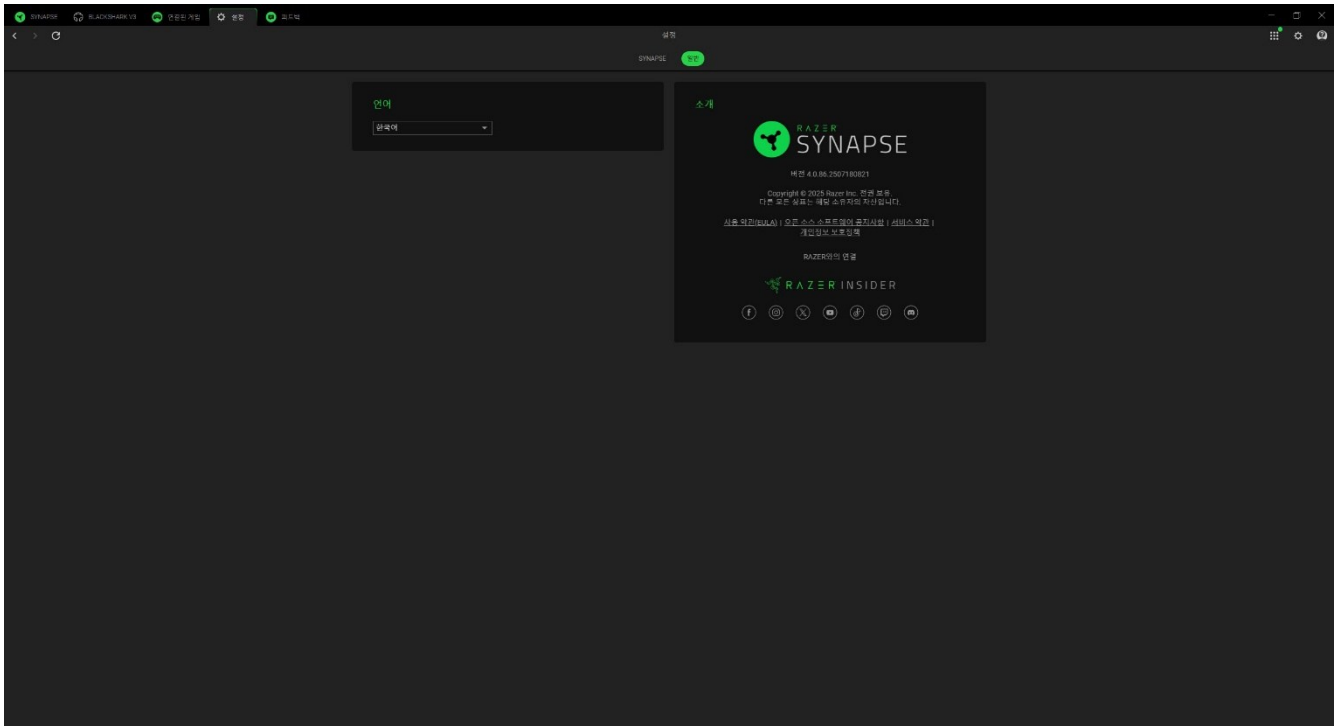 SYNAPSE
BLACKSHARK V3
연동된 게임
설정
피드백
설정
SYNAPSE
일반
언어
한국어
소개
RAZER
SYNAPSE
버전 4.0.86.2507180821
Copyright © 2025 Razer Inc. 전권 보유.
다른 모든 상표는 해당 소유자의 자산입니다.
사용 약관(EULA) | 오픈 소스 소프트웨어 공지사항 | 서비스 약관 |
개인정보 보호정책
RAZER와의 연결
RAZER INSIDER